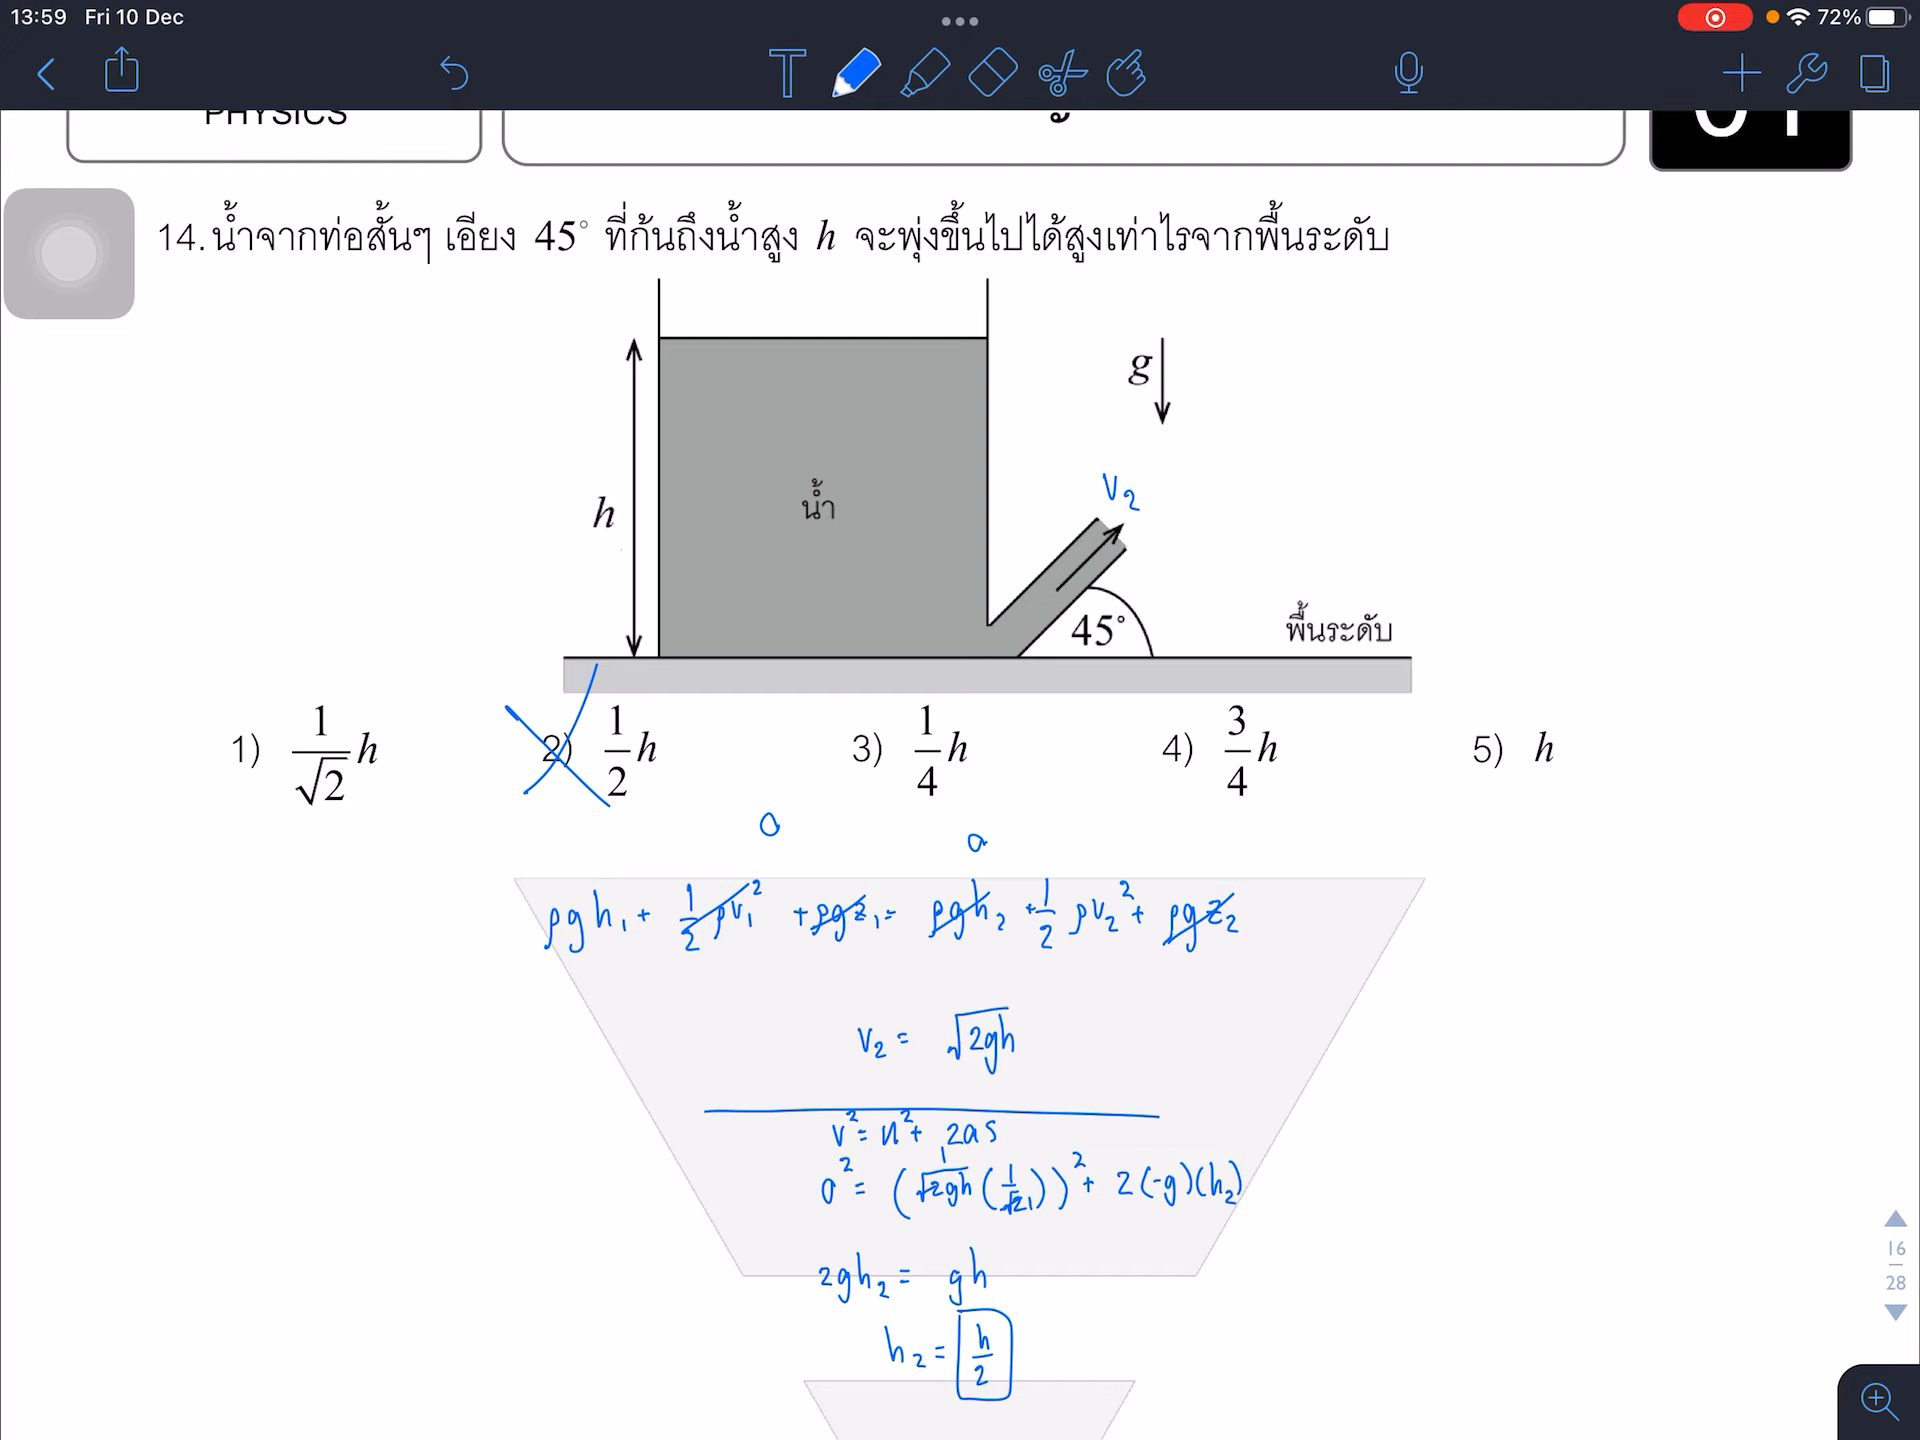 13:59 Fri 10 Dec
72%
PHYSICS
14. น้ำจากท่อสั้นๆ เอียง 45° ที่ก้นถึงน้ำสูง h จะพุ่งขึ้นไปได้สูงเท่าไรจากพื้นระดับ
g
V₂
h
น้ำ
45°
พื้นระดับ
1) 1/√2 h 2) 1/2 h 3) 1/4 h 4) 3/4 h 5) h
0 0
ρgh₁ + 1/2 ρv₁² + ρgz₁ = ρgh₂ + 1/2 ρv₂² + ρgz₂
v₂ = √2gh
v² = u² + 2as
0² = (√2gh (1/√2))² + 2(-g)(h₂)
2gh₂ = gh
h₂ = h/2
16
28